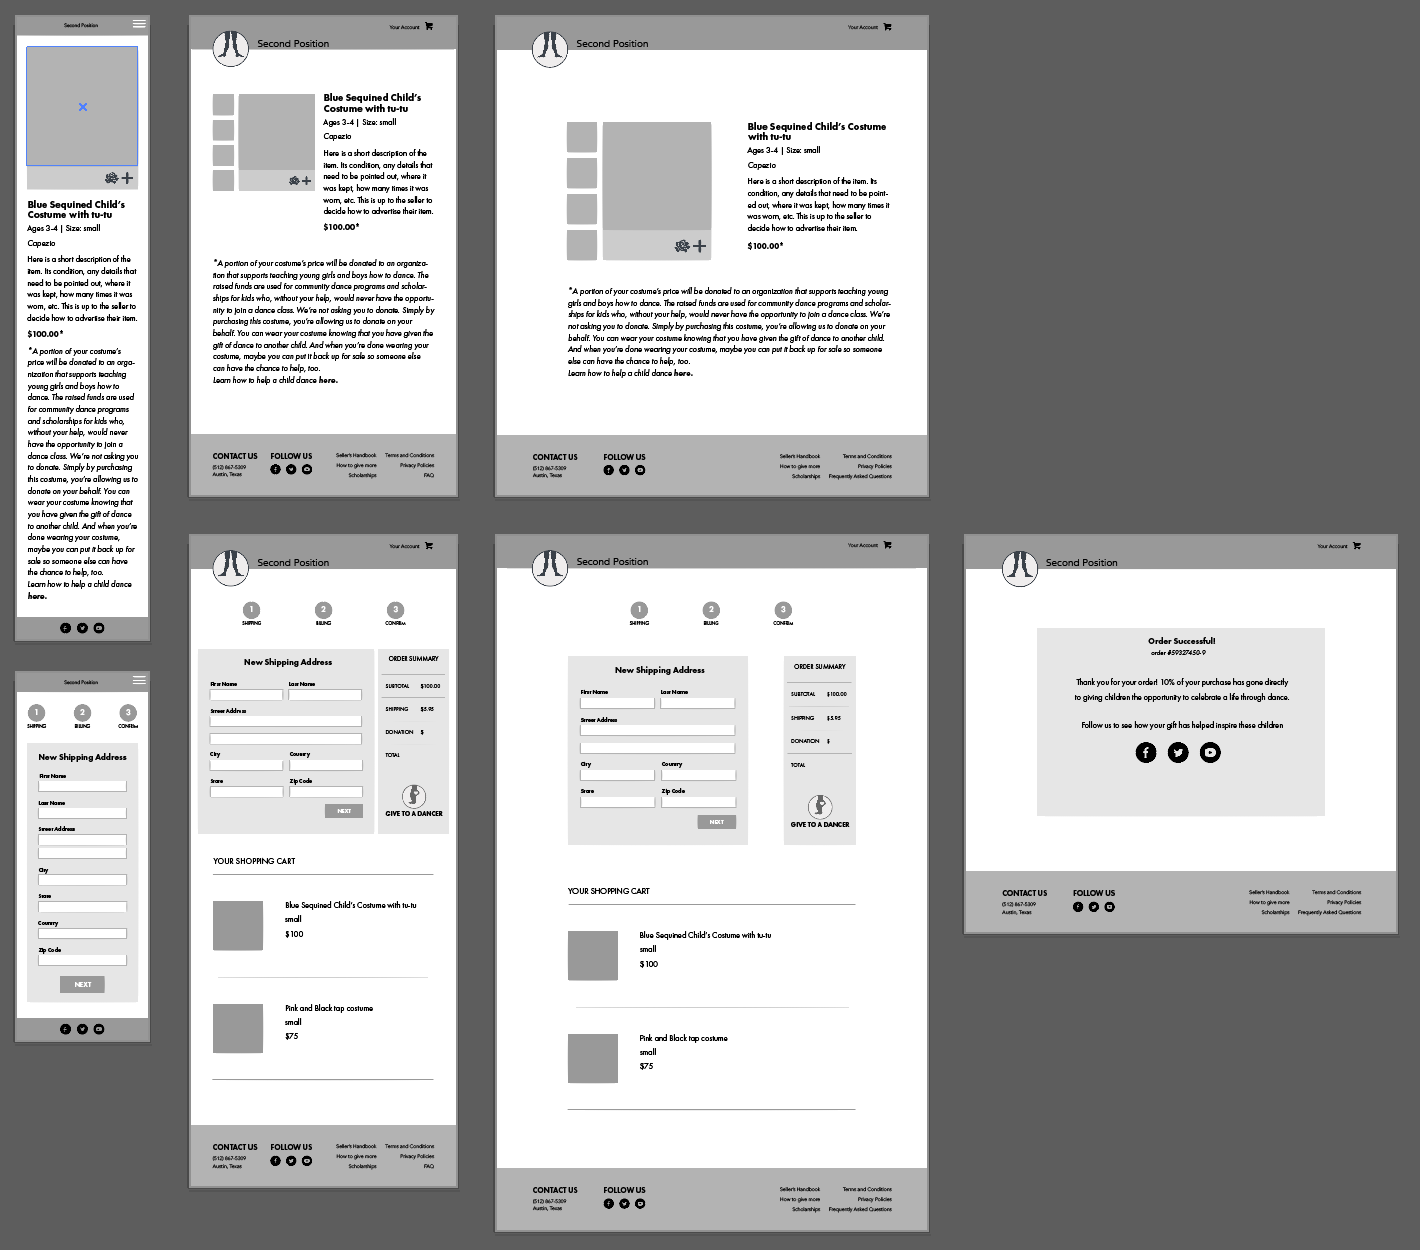 Second Position
Blue Sequined Child's
Costume with tu-tu
Ages 3-4 | Size: small
Capezio
Here is a short description of the
item. Its condition, any details that
need to be pointed out, where it
was kept, how many times it was
worn, etc. This is up to the seller to
decide how to advertise their item.
$100.00*
*A portion of your costume's
price will be donated to an orga-
nization that supports teaching
young girls and boys how to
dance. The raised funds are used
for community dance programs
and scholarships for kids who,
without your help, would never
have the opportunity to join a
dance class. We're not asking you
to donate. Simply by purchasing
this costume, you're allowing us to
donate on your behalf. You can
wear your costume knowing that
you have given the gift of dance
to another child. And when you're
done wearing your costume,
maybe you can put it back up for
sale so someone else can have
the chance to help, too.
Learn how to help a child dance
here.
Your Account
Second Position
Blue Sequined Child's
Costume with tu-tu
Ages 3-4 | Size: small
Capezio
Here is a short description of the
item. Its condition, any details that
need to be pointed out, where it
was kept, how many times it was
worn, etc. This is up to the seller to
decide how to advertise their item.
$100.00*
*A portion of your costume's price will be donated to an organiza-
tion that supports teaching young girls and boys how to dance. The
raised funds are used for community dance programs and scholar-
ships for kids who, without your help, would never have the opportu-
nity to join a dance class. We're not asking you to donate. Simply by
purchasing this costume, you're allowing us to donate on your
behalf. You can wear your costume knowing that you have given the
gift of dance to another child. And when you're done wearing your
costume, maybe you can put it back up for sale so someone else
can have the chance to help, too.
Learn how to help a child dance here.
CONTACT US
(512) 867-5309
Austin, Texas
FOLLOW US
Seller's Handbook
How to give more
Scholarships
Terms and Conditions
Privacy Policies
FAQ
Your Account
Second Position
Blue Sequined Child's Costume
with tu-tu
Ages 3-4 | Size: small
Capezio
Here is a short description of the item. Its
condition, any details that need to be point-
ed out, where it was kept, how many times it
was worn, etc. This is up to the seller to
decide how to advertise their item.
$100.00*
*A portion of your costume's price will be donated to an organization that supports teaching young
girls and boys how to dance. The raised funds are used for community dance programs and scholar-
ships for kids who, without your help, would never have the opportunity to join a dance class. We're
not asking you to donate. Simply by purchasing this costume, you're allowing us to donate on your
behalf. You can wear your costume knowing that you have given the gift of dance to another child.
And when you're done wearing your costume, maybe you can put it back up for sale so someone
else can have the chance to help, too.
Learn how to help a child dance here.
CONTACT US
(512) 867-5309
Austin, Texas
FOLLOW US
Seller's Handbook
How to give more
Scholarships
Terms and Conditions
Privacy Policies
Frequently Asked Questions
Second Position
1
2
3
SHIPPING
BILLING
CONFIRM
New Shipping Address
First Name
Last Name
Street Address
City
State
Country
Zip Code
NEXT
Your Account
Second Position
1
2
3
SHIPPING
BILLING
CONFIRM
New Shipping Address
First Name
Last Name
Street Address
City
Country
State
Zip Code
NEXT
ORDER SUMMARY
SUBTOTAL $100.00
SHIPPING $5.95
DONATION $
TOTAL
GIVE TO A DANCER
YOUR SHOPPING CART
Blue Sequined Child's Costume with tu-tu
small
$100
Pink and Black tap costume
small
$75
CONTACT US
(512) 867-5309
Austin, Texas
FOLLOW US
Seller's Handbook
How to give more
Scholarships
Terms and Conditions
Privacy Policies
FAQ
Your Account
Second Position
1
2
3
SHIPPING
BILLING
CONFIRM
New Shipping Address
First Name
Last Name
Street Address
City
Country
State
Zip Code
NEXT
ORDER SUMMARY
SUBTOTAL $100.00
SHIPPING $5.95
DONATION $
TOTAL
GIVE TO A DANCER
YOUR SHOPPING CART
Blue Sequined Child's Costume with tu-tu
small
$100
Pink and Black tap costume
small
$75
CONTACT US
(512) 867-5309
Austin, Texas
FOLLOW US
Seller's Handbook
How to give more
Scholarships
Terms and Conditions
Privacy Policies
Frequently Asked Questions
Your Account
Second Position
Order Successful!
order #59327450-9
Thank you for your order! 10% of your purchase has gone directly
to giving children the opportunity to celebrate a life through dance.
Follow us to see how your gift has helped inspire these children
CONTACT US
(512) 867-5309
Austin, Texas
FOLLOW US
Seller's Handbook
How to give more
Scholarships
Terms and Conditions
Privacy Policies
Frequently Asked Questions